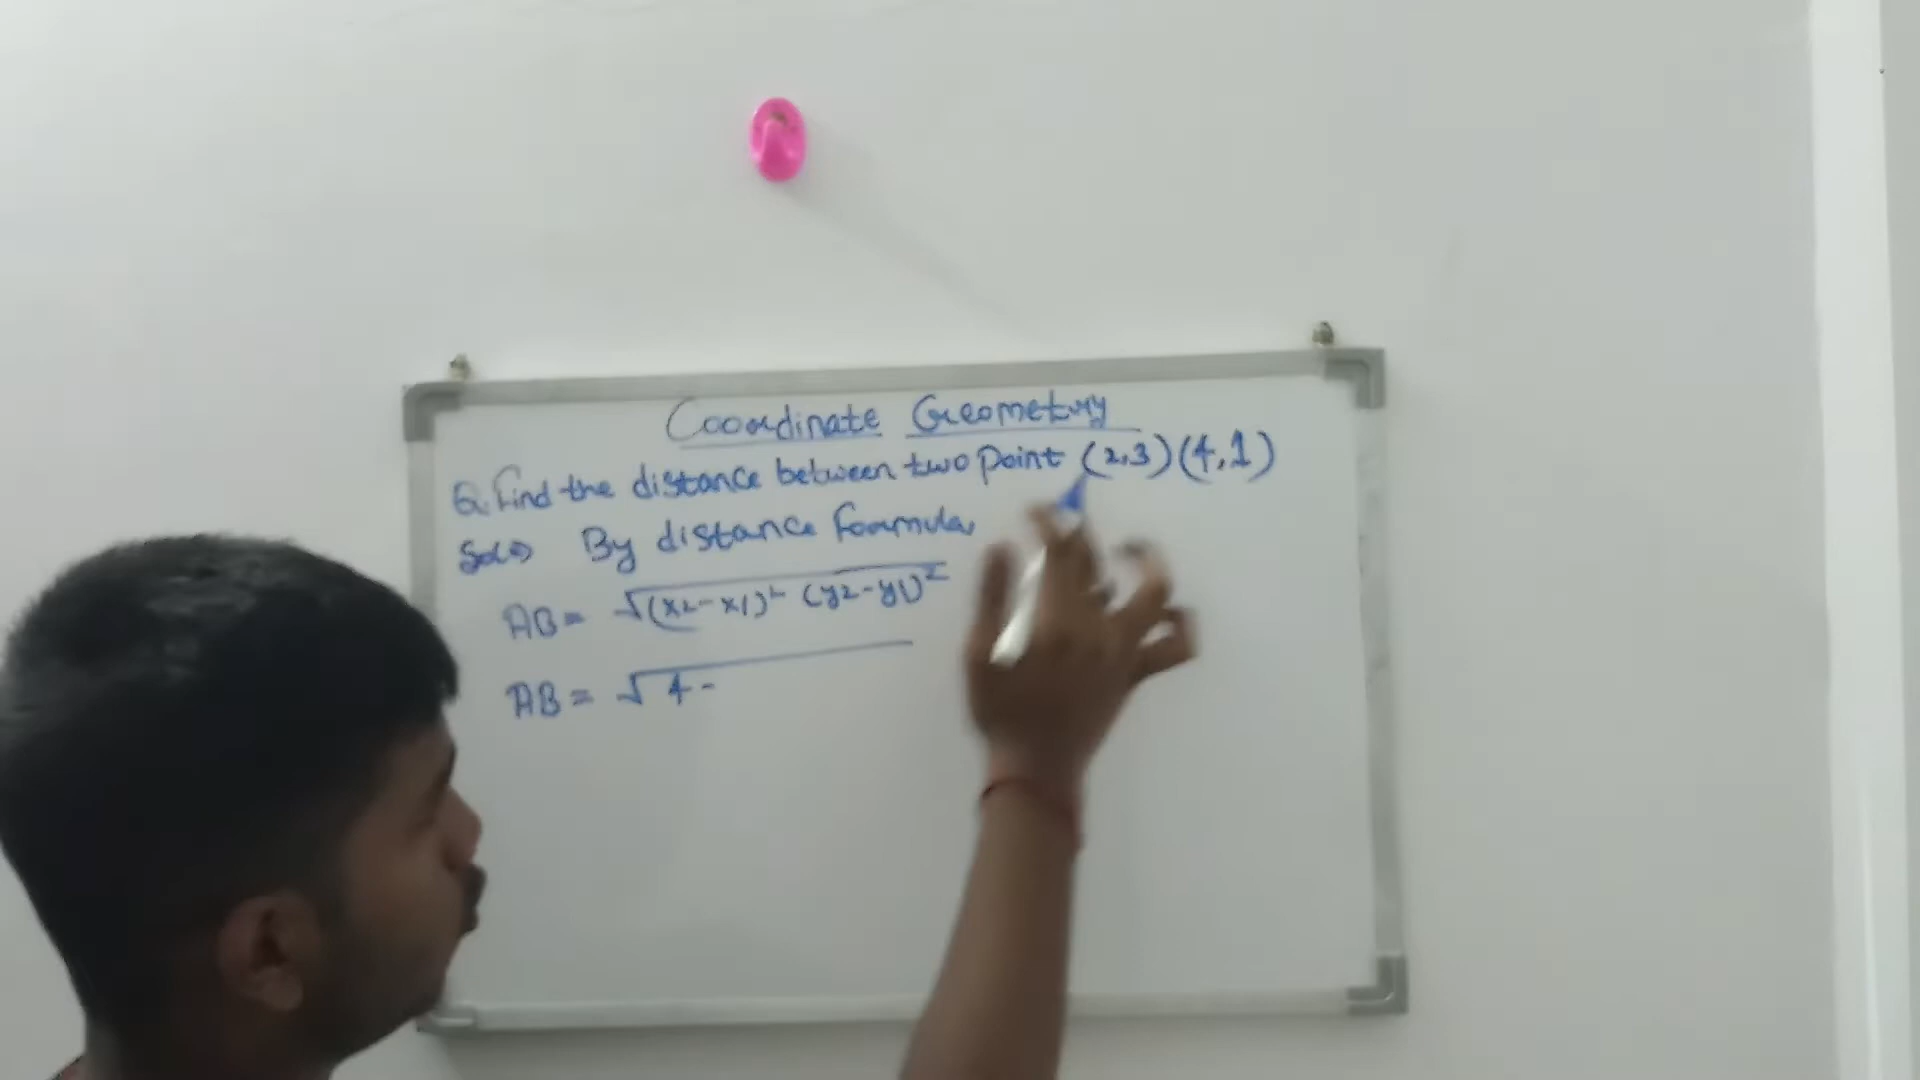 Coordinate Geometry
Q. Find the distance between two point (2,3) (4,1)
Sol⇒ By distance formula
AB = √(x2-x1)² (y2-y1)²
AB = √4-